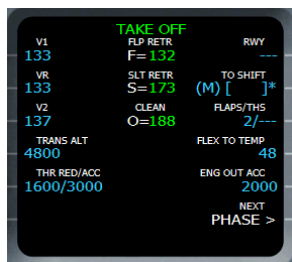 TAKE OFF
V1 FLP RETR RWY
133 F=132 ---
VR SLT RETR TO SHIFT
133 S=173 (M) [ ]*
V2 CLEAN FLAPS/THS
137 O=188 2/---
TRANS ALT FLEX TO TEMP
4800 48
THR RED/ACC ENG OUT ACC
1600/3000 2000
NEXT
PHASE >